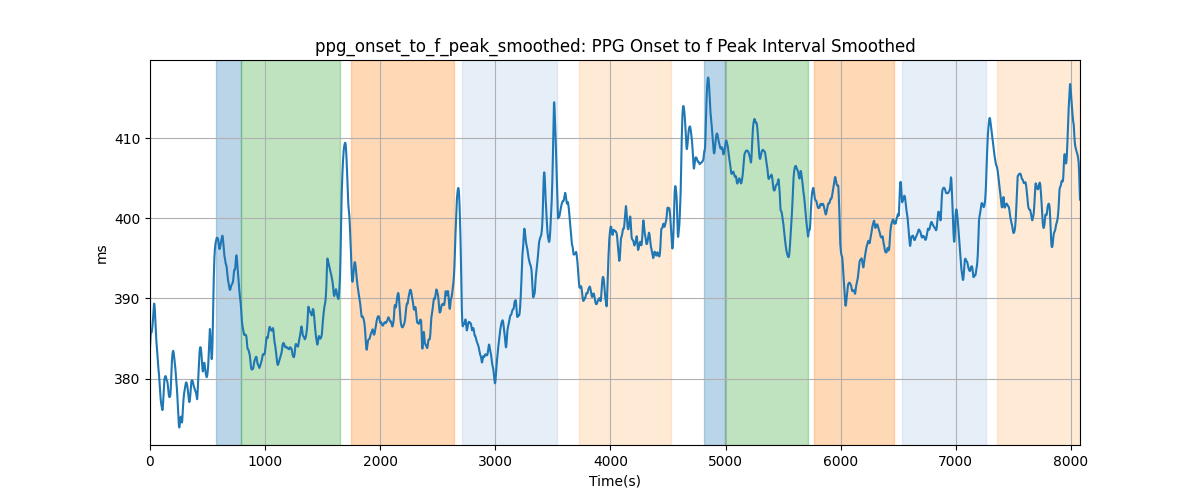 ppg_onset_to_f_peak_smoothed: PPG Onset to f Peak Interval Smoothed
410
400
390
380
ms
0 1000 2000 3000 4000 5000 6000 7000 8000
Time(s)